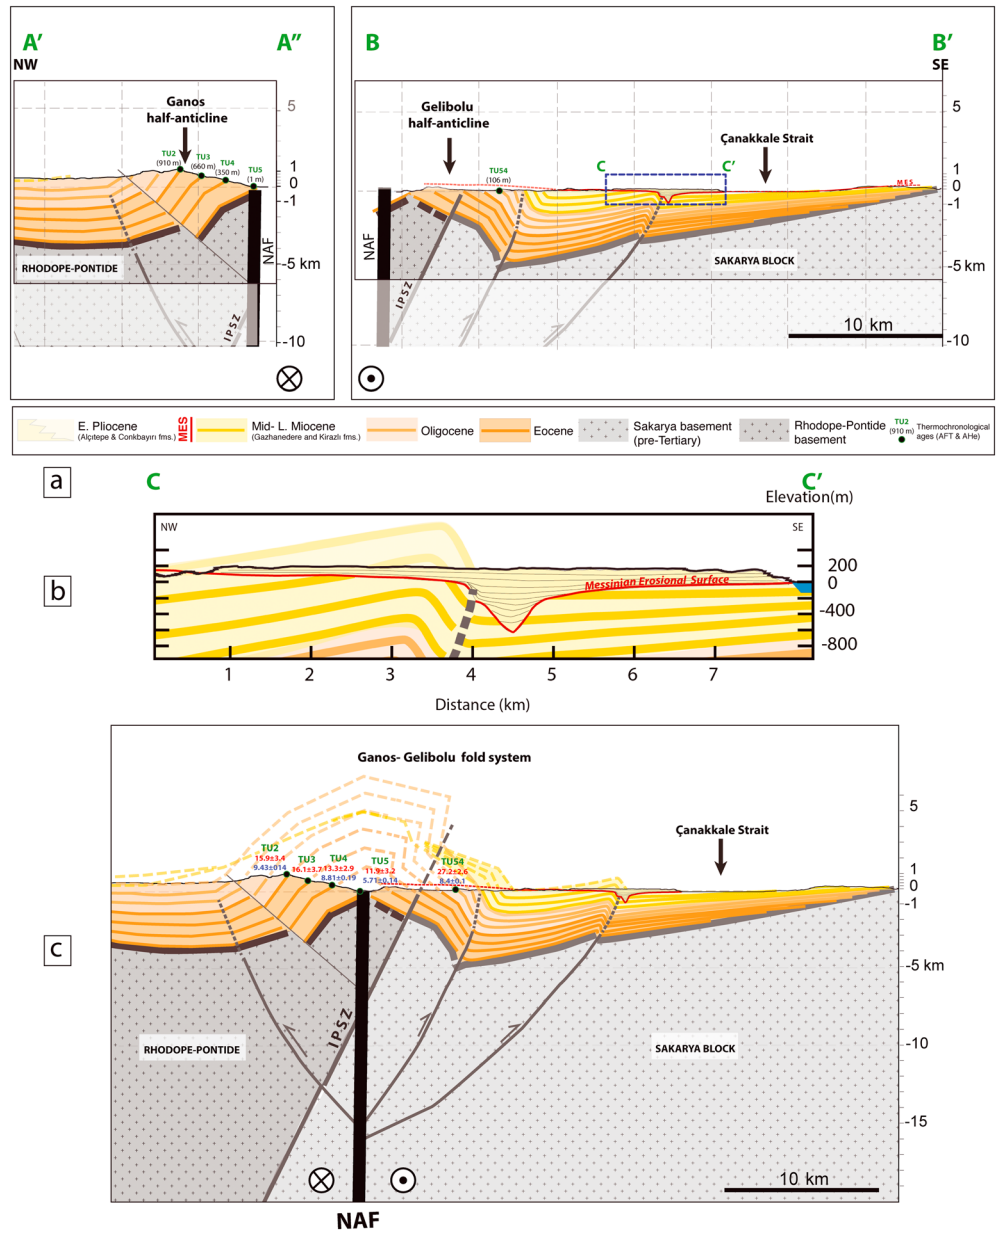 A' A'' B B'
NW SE
Ganos
half-anticline
Gelibolu
half-anticline
Çanakkale Strait
TU2
(910 m)
TU3
(660 m)
TU4
(350 m)
TU5
(1 m)
TU54
(106 m)
C C'
MES
5
1
0
-1
-5 km
-10
5
1
0
-1
-5 km
-10
NAF
NAF
RHODOPE-PONTIDE
SAKARYA BLOCK
IPSZ
IPSZ
10 km
E. Pliocene
(Alçıtepe & Conkbayırı fms.)
MES
Mid- L. Miocene
(Gazhanedere and Kirazlı fms.)
Oligocene
Eocene
Sakarya basement
(pre-Tertiary)
Rhodope-Pontide
basement
TU2
(910 m)
Thermochronological
ages (AFT & AHe)
a
C C'
Elevation(m)
NW SE
b
Messinian Erosional Surface
200
0
-400
-800
1 2 3 4 5 6 7
Distance (km)
Ganos- Gelibolu fold system
Çanakkale Strait
TU2
15.9±3.4
9.43±014
TU3
16.1±3.7
TU4
13.3±2.9
8.81±0.19
TU5
11.9±3.2
5.71±0.14
TU54
27.2±2.6
8.4±0.1
5
1
0
-1
-5 km
-10
-15
c
IPSZ
RHODOPE-PONTIDE
SAKARYA BLOCK
10 km
NAF